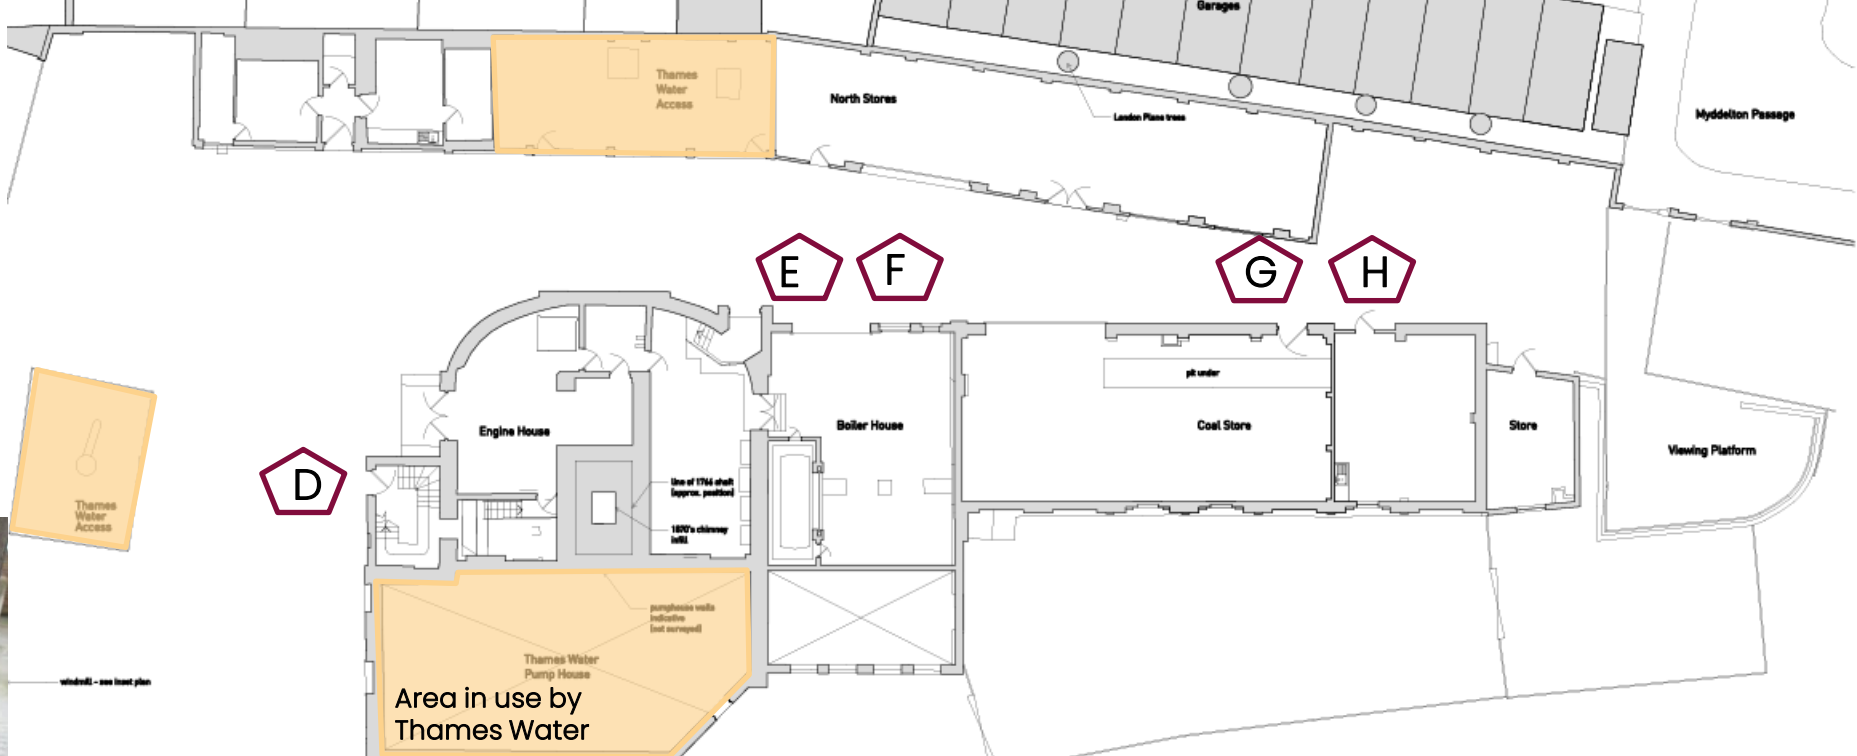 Garages
Thames
Water
Access
North Stores
London Plane trees
Myddelton Passage
E
F
G
H
pit under
Engine House
Boiler House
Coal Store
Store
Viewing Platform
D
line of 1766 shaft
(approx. position)
1870's chimney
infill
Thames
Water
Access
pumphouse walls
indicative
(not surveyed)
Thames Water
Pump House
windmill - see inset plan
Area in use by
Thames Water